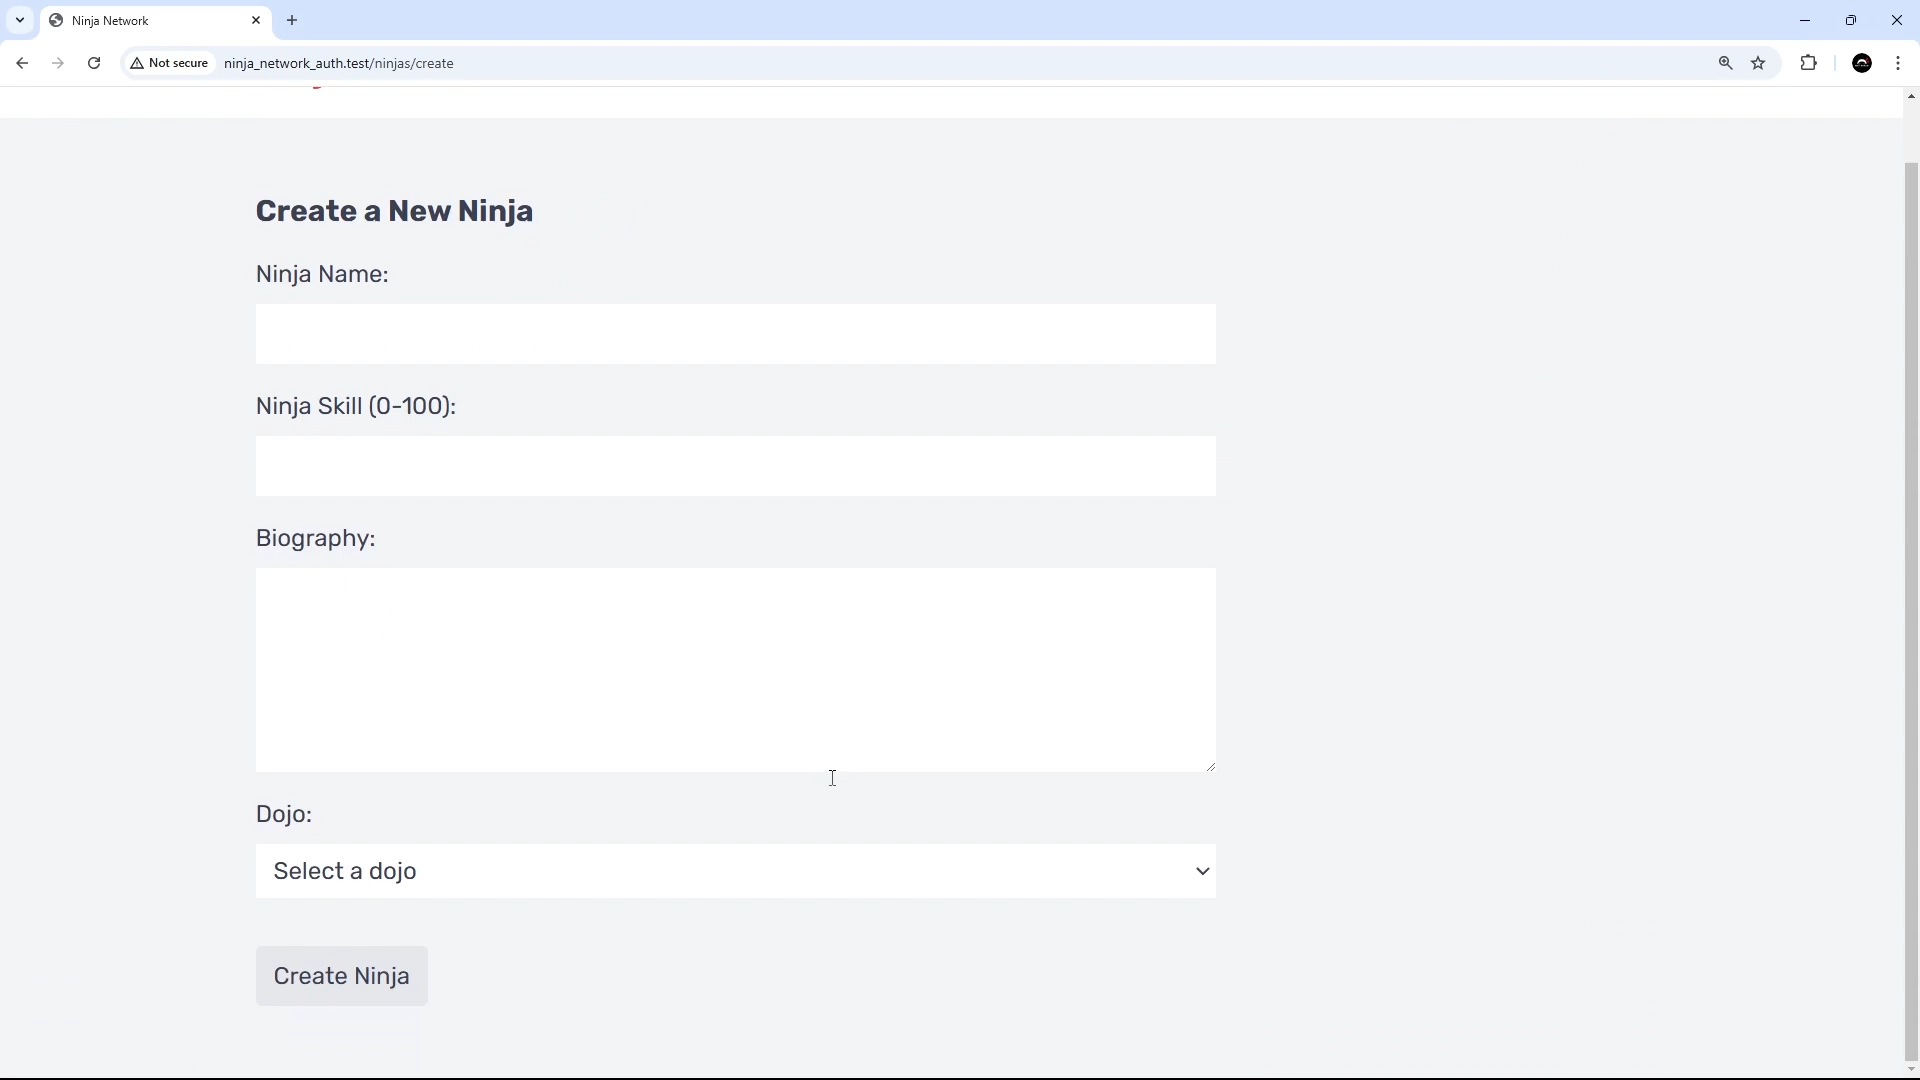 Ninja Network
Not secure
ninja_network_auth.test/ninjas/create
Create a New Ninja
Ninja Name:
Ninja Skill (0-100):
Biography:
Dojo:
Select a dojo
Create Ninja